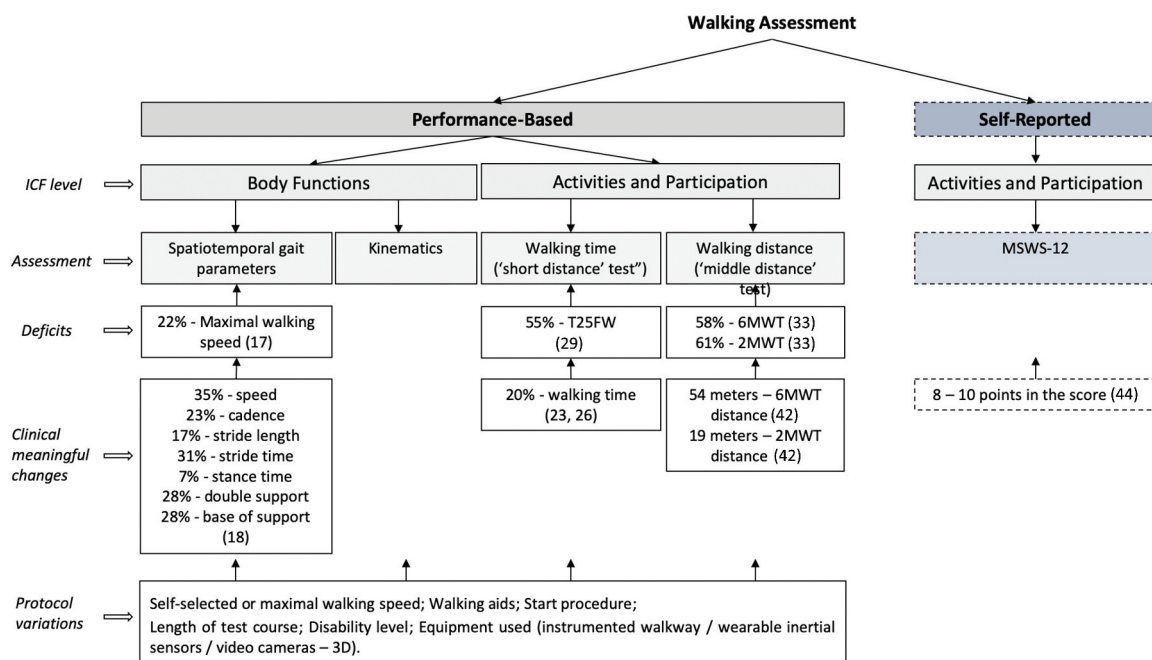 Walking Assessment
Performance-Based
Self-Reported
ICF level
Body Functions
Activities and Participation
Activities and Participation
Assessment
Spatiotemporal gait
parameters
Kinematics
Walking time
(‘short distance’ test”)
Walking distance
(‘middle distance’
test)
MSWS-12
Deficits
22% - Maximal walking
speed (17)
55% - T25FW
(29)
58% - 6MWT (33)
61% - 2MWT (33)
Clinical
meaningful
changes
35% - speed
23% - cadence
17% - stride length
31% - stride time
7% - stance time
28% - double support
28% - base of support
(18)
20% - walking time
(23, 26)
54 meters – 6MWT
distance (42)
19 meters – 2MWT
distance (42)
8 – 10 points in the score (44)
Protocol
variations
Self-selected or maximal walking speed; Walking aids; Start procedure;
Length of test course; Disability level; Equipment used (instrumented walkway / wearable inertial
sensors / video cameras – 3D).